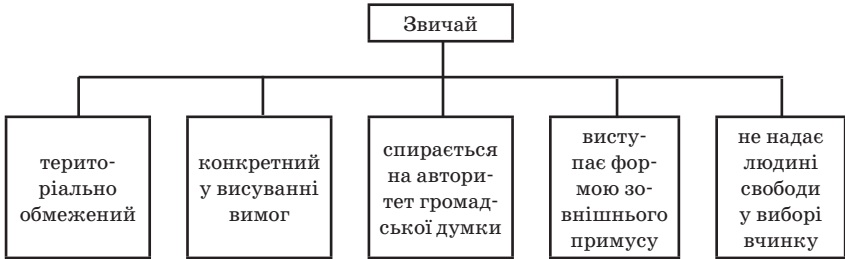 Звичай
терито-
ріально
обмежений
конкретний
у висуванні
вимог
спирається
на автори-
тет громад-
ської думки
висту-
пає фор-
мою зо-
внішнього
примусу
не надає
людині
свободи
у виборі
вчинку